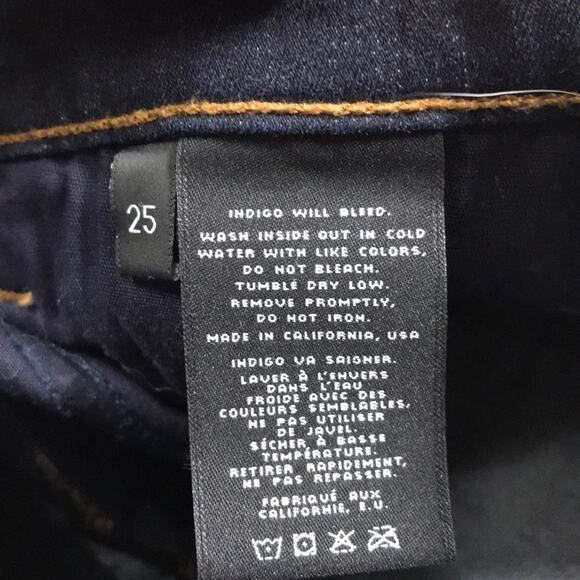 25
INDIGO WILL BLEED.
WASH INSIDE OUT IN COLD
WATER WITH LIKE COLORS,
DO NOT BLEACH.
TUMBLE DRY LOW.
REMOVE PROMPTLY,
DO NOT IRON.
MADE IN CALIFORNIA, USA
INDIGO VA SAIGNER.
LAVER À L'ENVERS
DANS L'EAU
FROIDE AVEC DES
COULEURS SEMBLABLES,
NE PAS UTILISER
DE JAVEL.
SÉCHER À BASSE
TEMPÉRATURE.
RETIRER RAPIDEMENT,
NE PAS REPASSER.
FABRIQUÉ AUX
CALIFORNIE, E.U.